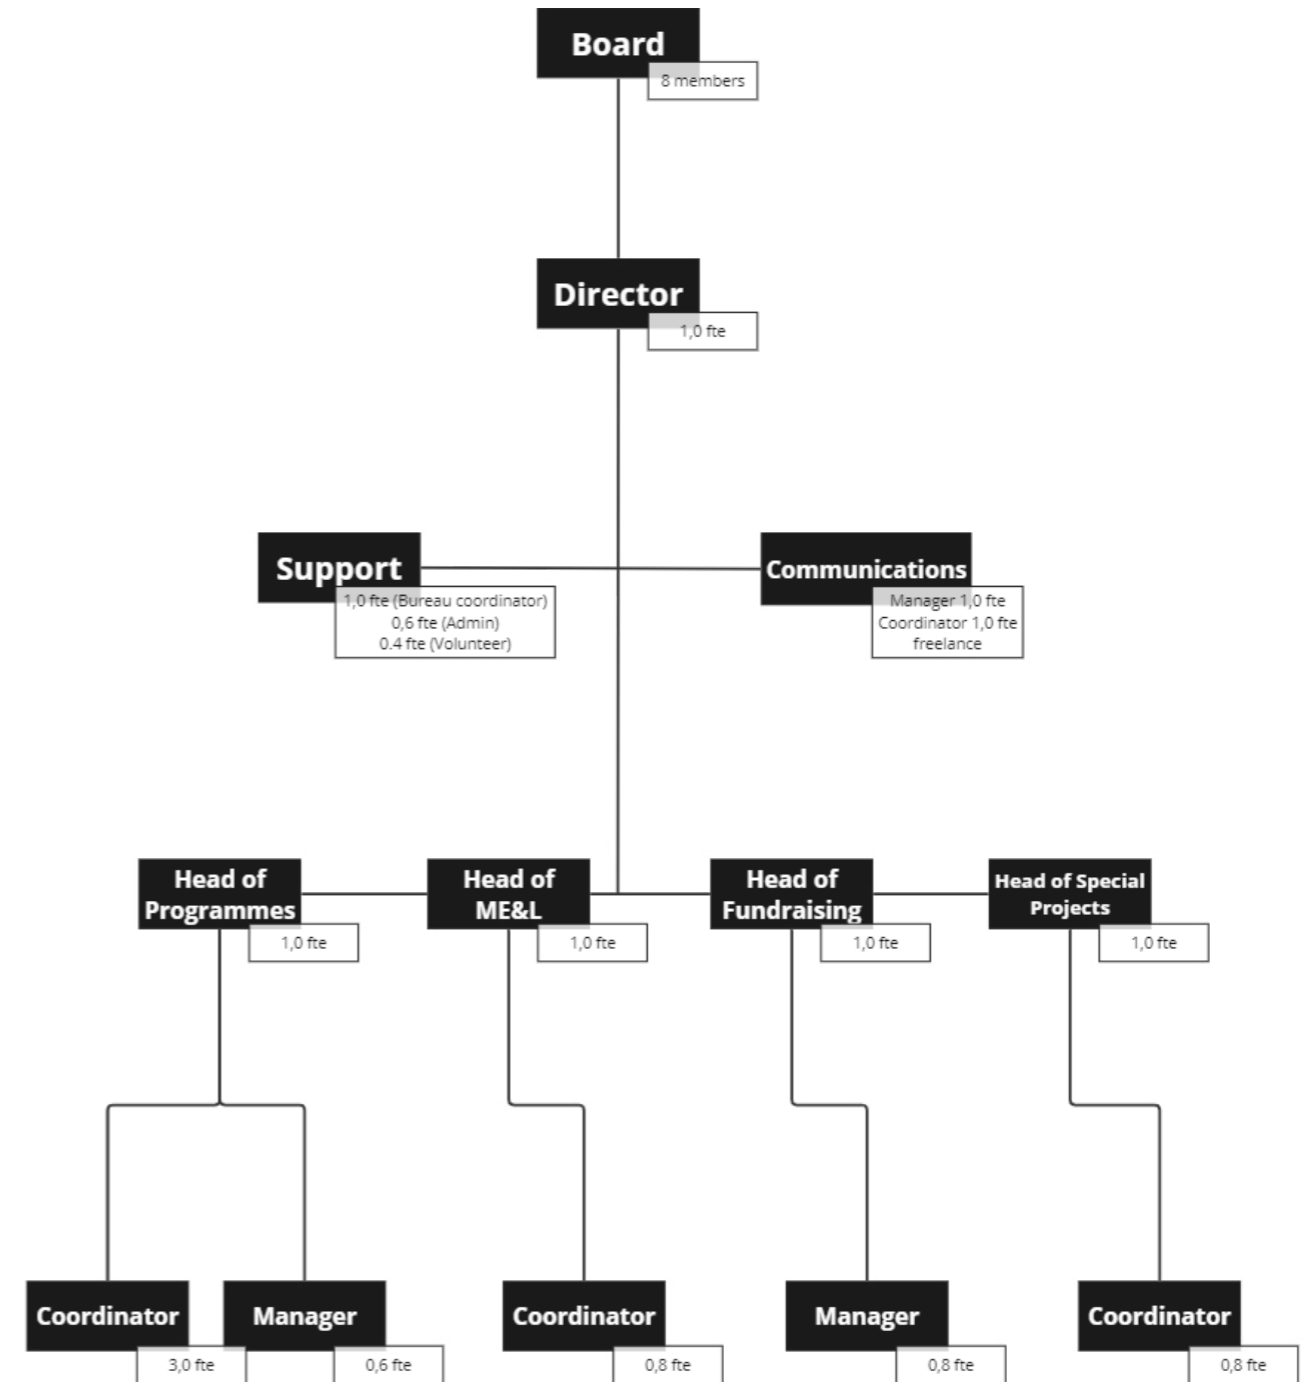 Board
8 members
Director
1,0 fte
Support
1,0 fte (Bureau coordinator)
0,6 fte (Admin)
0.4 fte (Volunteer)
Communications
Manager 1,0 fte
Coordinator 1,0 fte
freelance
Head of
Programmes
1,0 fte
Head of
ME&L
1,0 fte
Head of
Fundraising
1,0 fte
Head of Special
Projects
1,0 fte
Coordinator
3,0 fte
Manager
0,6 fte
Coordinator
0,8 fte
Manager
0,8 fte
Coordinator
0,8 fte